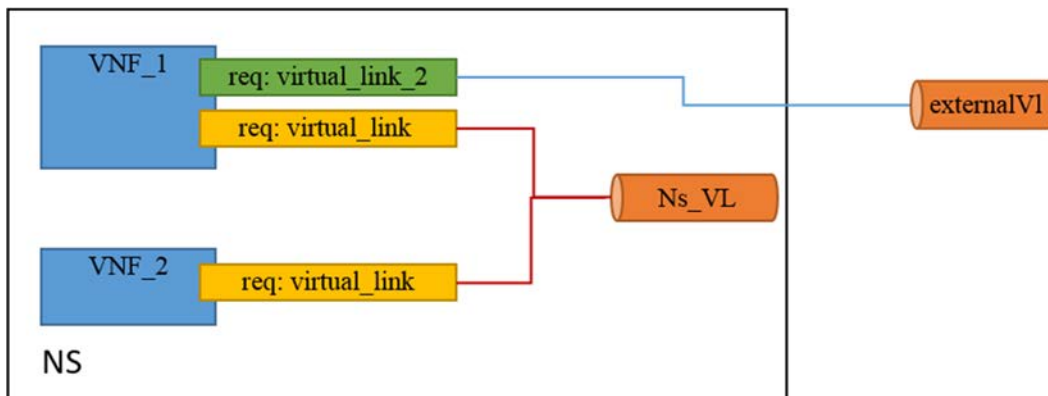 VNF_1
req: virtual_link_2
externalVl
req: virtual_link
Ns_VL
VNF_2
req: virtual_link
NS